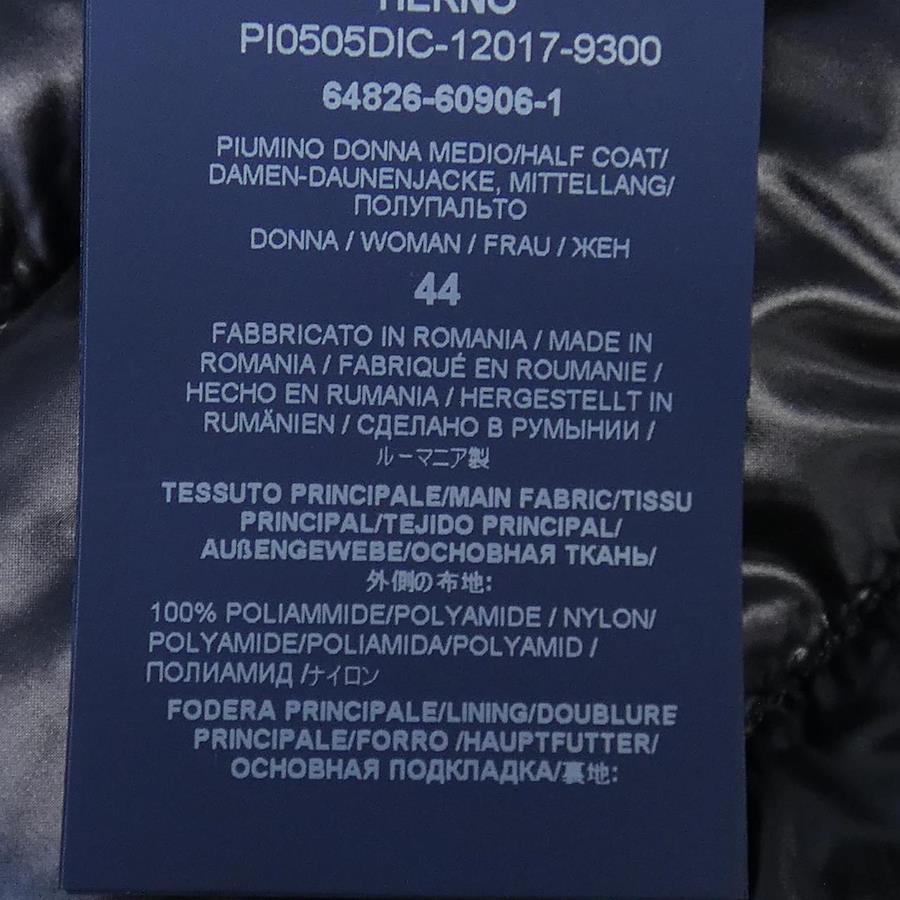 HERNO
PI0505DIC-12017-9300
64826-60906-1
PIUMINO DONNA MEDIO/HALF COAT/
DAMEN-DAUNENJACKE, MITTELLANG/
ПОЛУПАЛЬТО
DONNA / WOMAN / FRAU / ЖЕН
44
FABBRICATO IN ROMANIA / MADE IN
ROMANIA / FABRIQUÉ EN ROUMANIE /
HECHO EN RUMANIA / HERGESTELLT IN
RUMÄNIEN / СДЕЛАНО В РУМЫНИИ /
ルーマニア製
TESSUTO PRINCIPALE/MAIN FABRIC/TISSU
PRINCIPAL/TEJIDO PRINCIPAL/
AUßENGEWEBE/ОСНОВНАЯ ТКАНЬ/
外側の布地:
100% POLIAMMIDE/POLYAMIDE / NYLON/
POLYAMIDE/POLIAMIDA/POLYAMID /
ПОЛИАМИД /ナイロン
FODERA PRINCIPALE/LINING/DOUBLURE
PRINCIPALE/FORRO /HAUPTFUTTER/
ОСНОВНАЯ ПОДКЛАДКА/裏地: